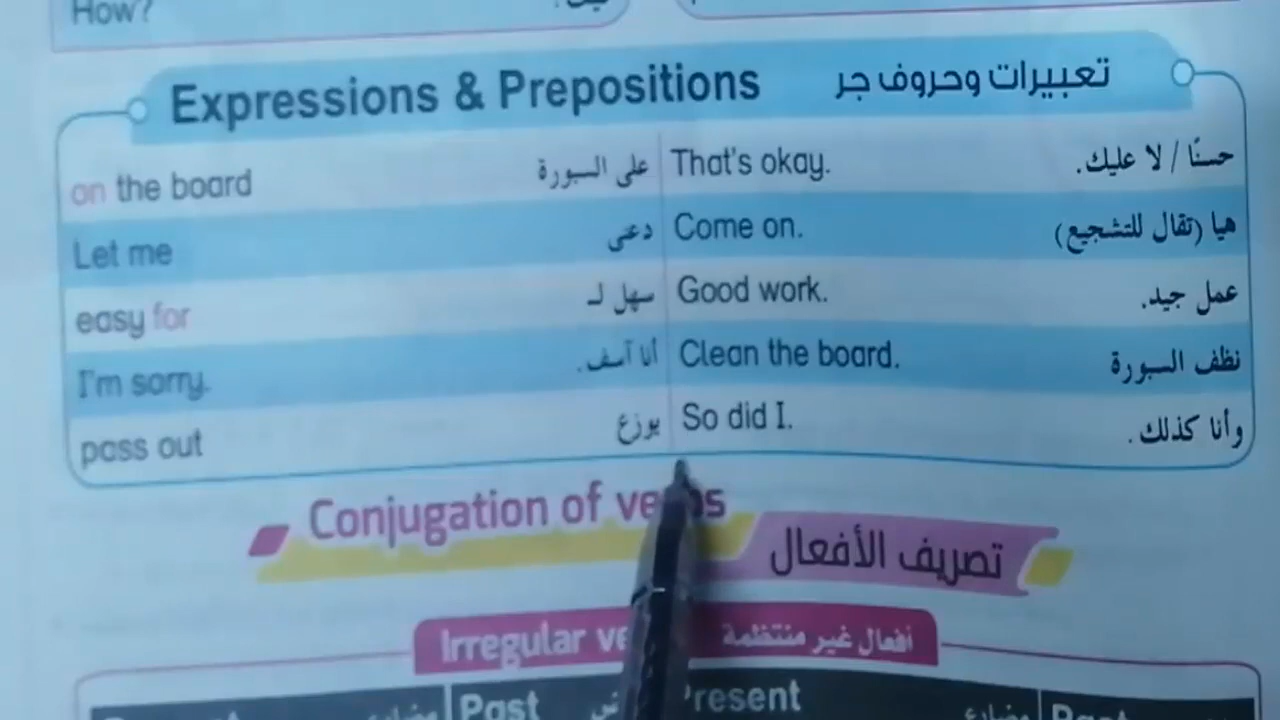 How?
Expressions & Prepositions تعبيرات وحروف جر
on the board على السبورة That's okay. حسنًا / لا عليك.
Let me دعى Come on. هيا (تقال للتشجيع)
easy for سهل لـ Good work. عمل جيد.
I'm sorry. أنا آسف. Clean the board. نظف السبورة
pass out يوزع So did I. وأنا كذلك.
Conjugation of تصريف الأفعال
Irregular أفعال غير منتظمة
Past Present مضارع Past